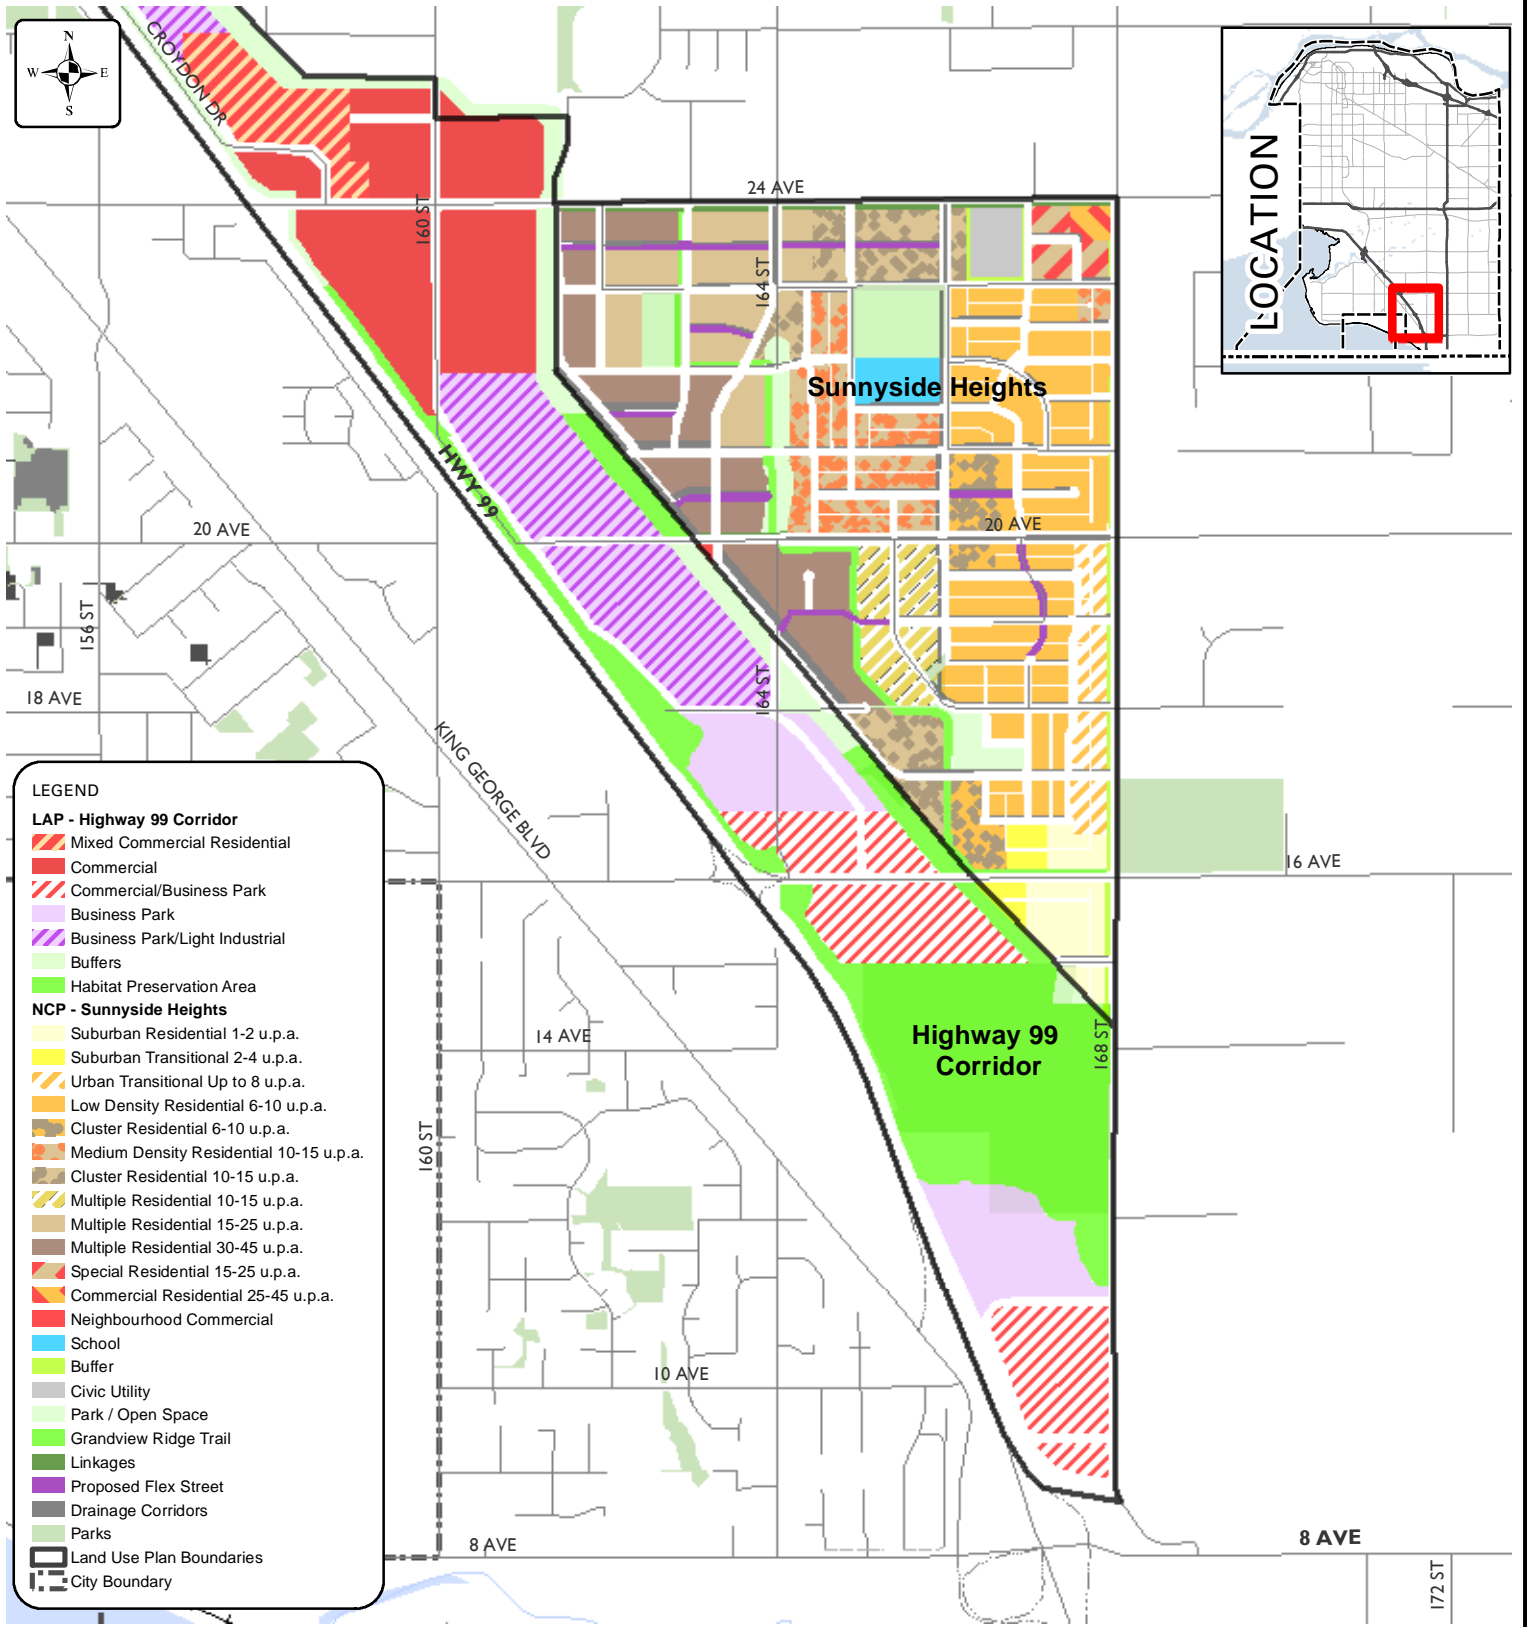 N
W E
S
CROYDON DR
LOCATION
24 AVE
160 ST
164 ST
Sunnyside Heights
HWY 99
20 AVE
20 AVE
156 ST
164 ST
18 AVE
KING GEORGE BLVD
16 AVE
LEGEND
LAP - Highway 99 Corridor
Mixed Commercial Residential
Commercial
Commercial/Business Park
Business Park
Business Park/Light Industrial
Buffers
Habitat Preservation Area
NCP - Sunnyside Heights
Suburban Residential 1-2 u.p.a.
Suburban Transitional 2-4 u.p.a.
Urban Transitional Up to 8 u.p.a.
Low Density Residential 6-10 u.p.a.
Cluster Residential 6-10 u.p.a.
Medium Density Residential 10-15 u.p.a.
Cluster Residential 10-15 u.p.a.
Multiple Residential 10-15 u.p.a.
Multiple Residential 15-25 u.p.a.
Multiple Residential 30-45 u.p.a.
Special Residential 15-25 u.p.a.
Commercial Residential 25-45 u.p.a.
Neighbourhood Commercial
School
Buffer
Civic Utility
Park / Open Space
Grandview Ridge Trail
Linkages
Proposed Flex Street
Drainage Corridors
Parks
Land Use Plan Boundaries
City Boundary
14 AVE
Highway 99
Corridor
168 ST
160 ST
10 AVE
8 AVE
8 AVE
172 ST